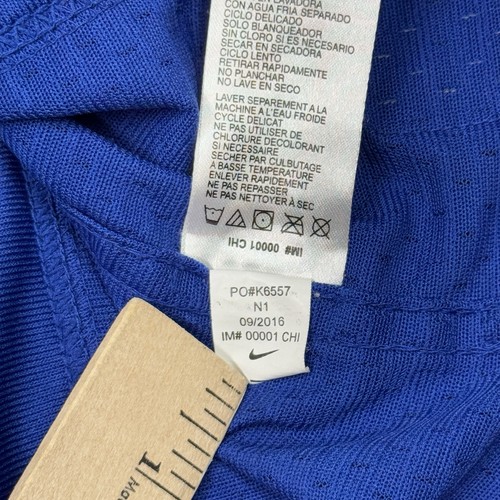 CON AGUA FRIA SEPARADO
CICLO DELICADO
SOLO BLANQUEADOR
SIN CLORO SI ES NECESARIO
SECAR EN SECADORA
CICLO LENTO
RETIRAR RAPIDAMENTE
NO PLANCHAR
NO LAVE EN SECO
LAVER SEPAREMENT A LA
MACHINE A L'EAU FROIDE
CYCLE DELICAT
NE PAS UTILISER DE
CHLORURE DECOLORANT
SI NECESSAIRE
SECHER PAR CULBUTAGE
A BASSE TEMPERATURE
ENLEVER RAPIDEMENT
NE PAS REPASSER
NE PAS NETTOYER À SEC
IM# 00001 CHI
PO#K6557
N1
09/2016
IM# 00001 CHI
1